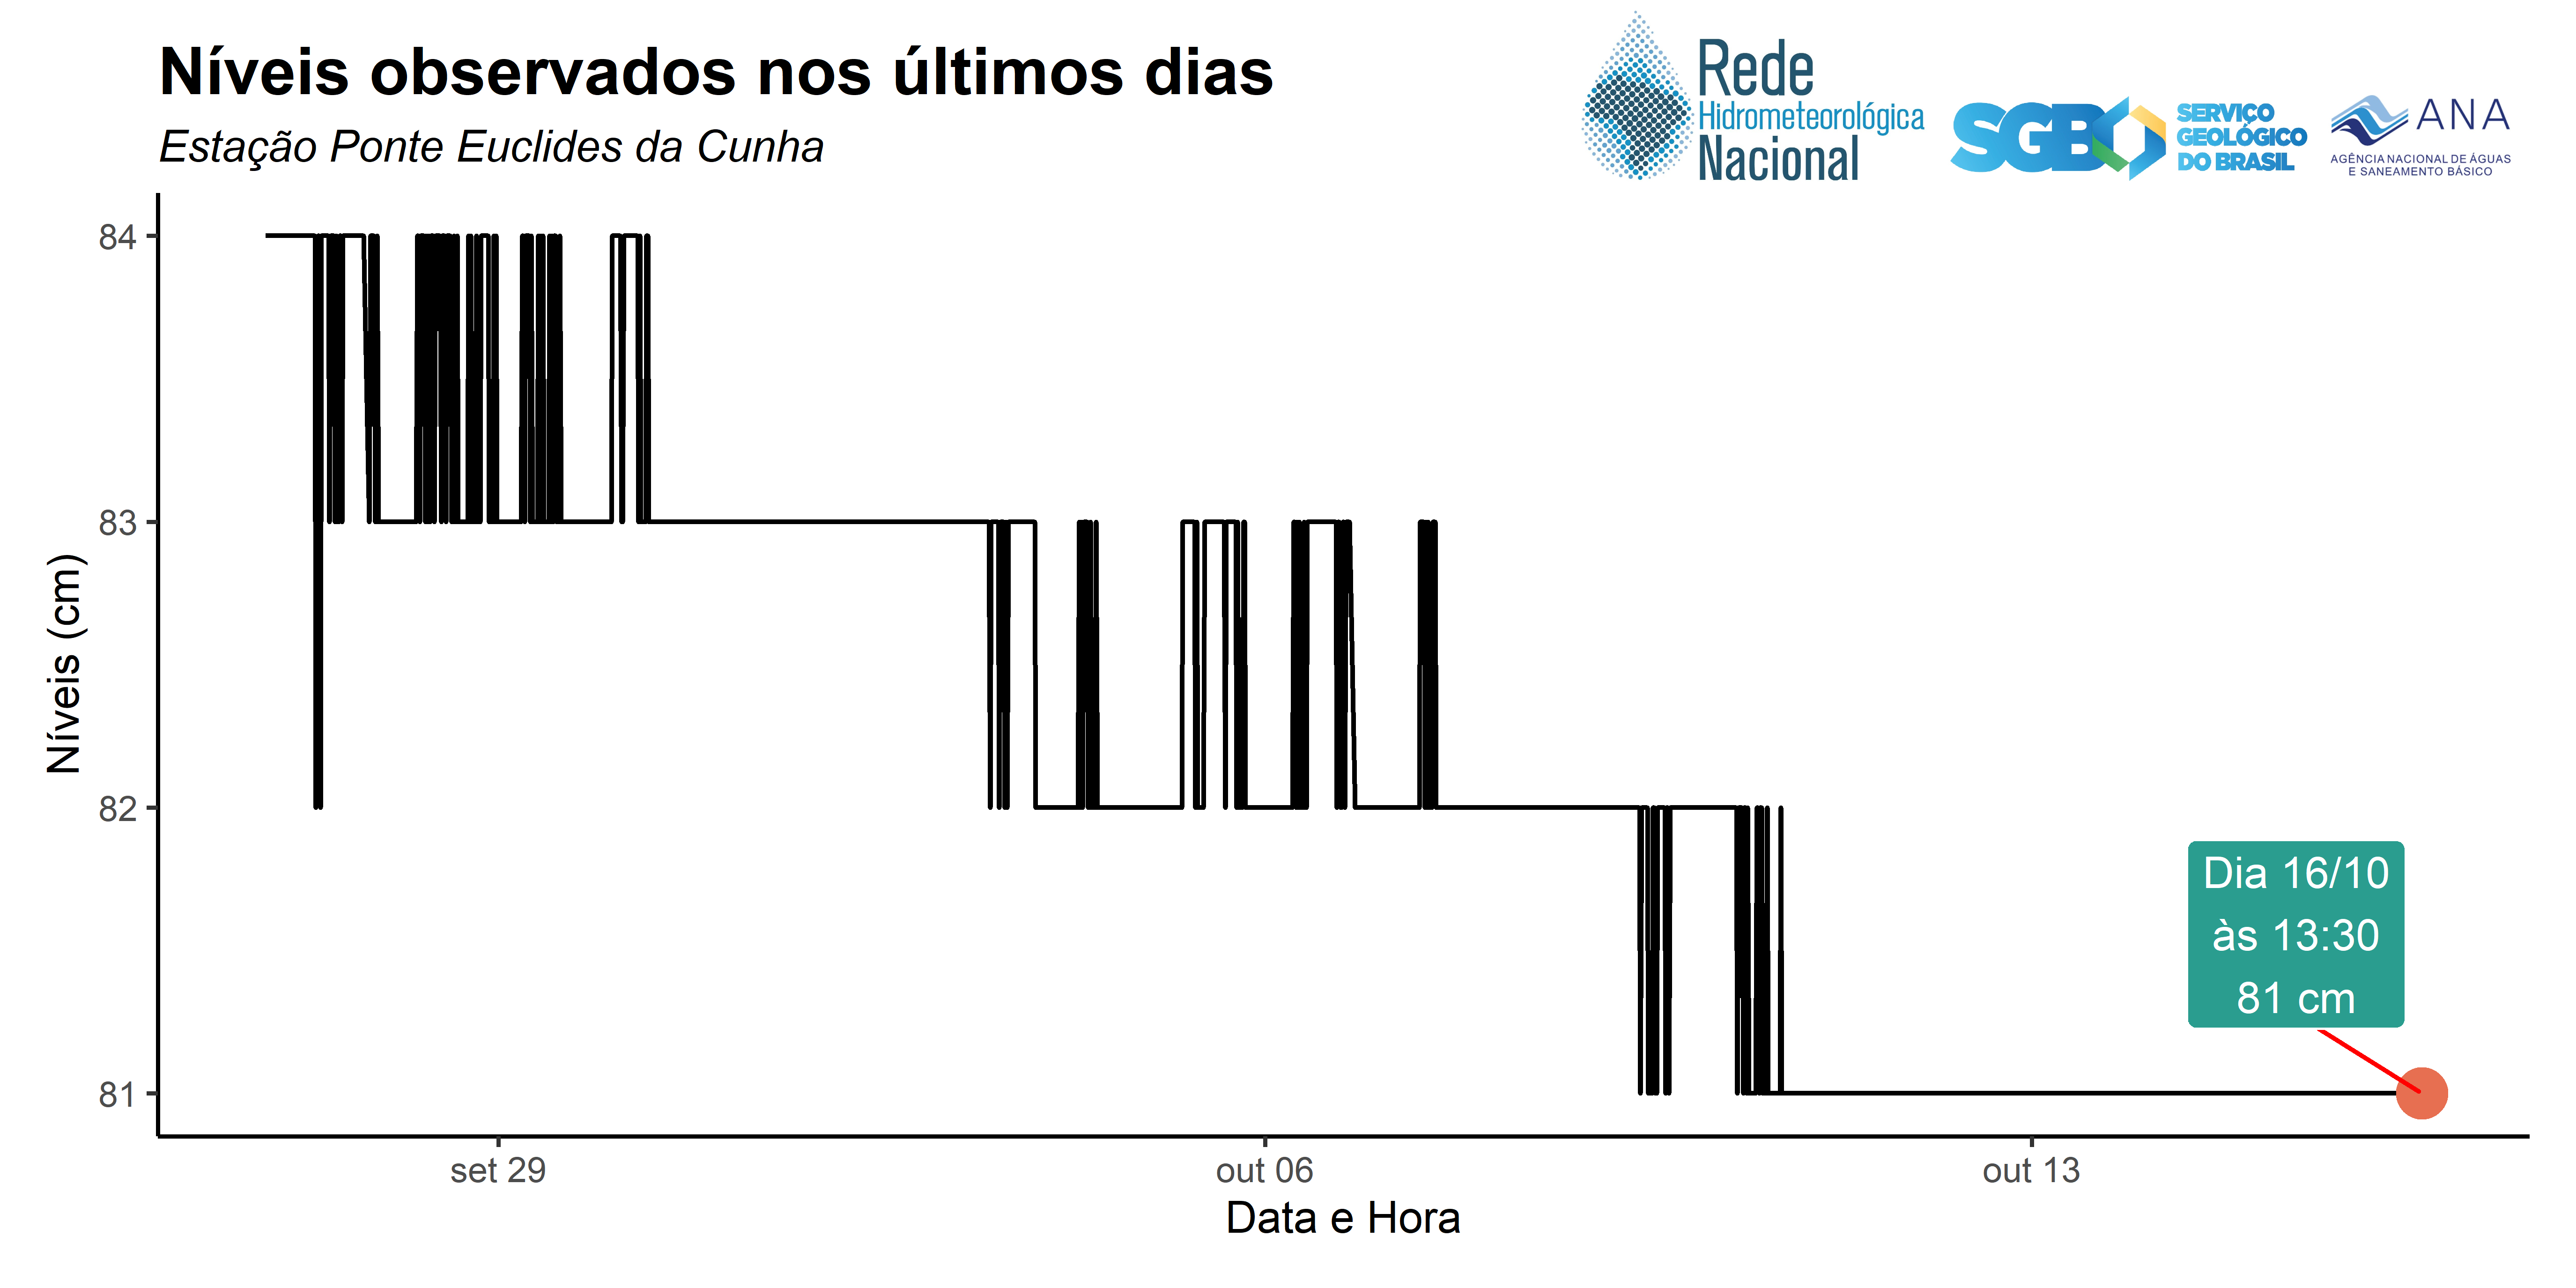 Níveis observados nos últimos dias
Estação Ponte Euclides da Cunha
Rede
Hidrometeorológica
Nacional
SGB
SERVIÇO
GEOLÓGICO
DO BRASIL
ANA
AGÊNCIA NACIONAL DE ÁGUAS
E SANEAMENTO BÁSICO
Níveis (cm)
84
83
82
81
Dia 16/10
às 13:30
81 cm
set 29
out 06
out 13
Data e Hora